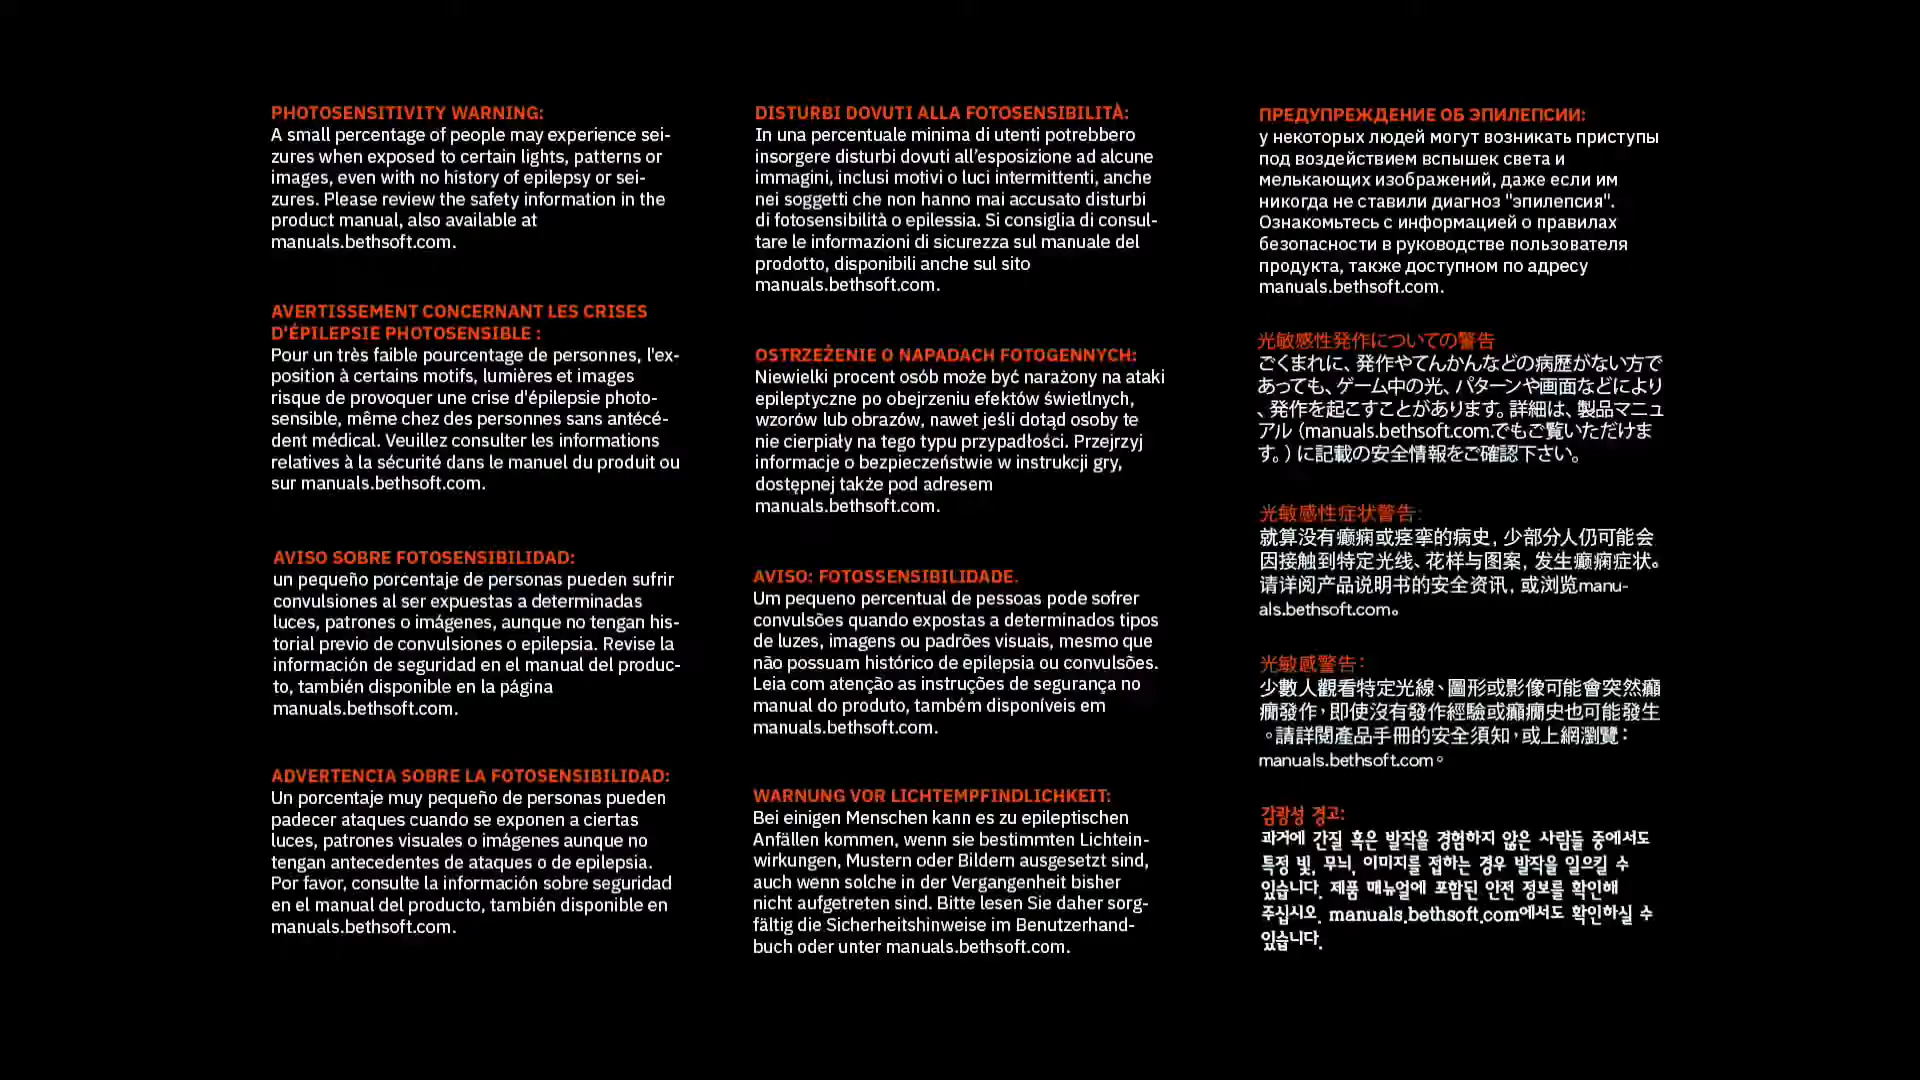 PHOTOSENSITIVITY WARNING:
A small percentage of people may experience sei-
zures when exposed to certain lights, patterns or
images, even with no history of epilepsy or sei-
zures. Please review the safety information in the
product manual, also available at
manuals.bethsoft.com.
AVERTISSEMENT CONCERNANT LES CRISES
D'ÉPILEPSIE PHOTOSENSIBLE :
Pour un très faible pourcentage de personnes, l'ex-
position à certains motifs, lumières et images
risque de provoquer une crise d'épilepsie photo-
sensible, même chez des personnes sans antécé-
dent médical. Veuillez consulter les informations
relatives à la sécurité dans le manuel du produit ou
sur manuals.bethsoft.com.
AVISO SOBRE FOTOSENSIBILIDAD:
un pequeño porcentaje de personas pueden sufrir
convulsiones al ser expuestas a determinadas
luces, patrones o imágenes, aunque no tengan his-
torial previo de convulsiones o epilepsia. Revise la
información de seguridad en el manual del produc-
to, también disponible en la página
manuals.bethsoft.com.
ADVERTENCIA SOBRE LA FOTOSENSIBILIDAD:
Un porcentaje muy pequeño de personas pueden
padecer ataques cuando se exponen a ciertas
luces, patrones visuales o imágenes aunque no
tengan antecedentes de ataques o de epilepsia.
Por favor, consulte la información sobre seguridad
en el manual del producto, también disponible en
manuals.bethsoft.com.
DISTURBI DOVUTI ALLA FOTOSENSIBILITÀ:
In una percentuale minima di utenti potrebbero
insorgere disturbi dovuti all'esposizione ad alcune
immagini, inclusi motivi o luci intermittenti, anche
nei soggetti che non hanno mai accusato disturbi
di fotosensibilità o epilessia. Si consiglia di consul-
tare le informazioni di sicurezza sul manuale del
prodotto, disponibili anche sul sito
manuals.bethsoft.com.
OSTRZEŻENIE O NAPADACH FOTOGENNYCH:
Niewielki procent osób może być narażony na ataki
epileptyczne po obejrzeniu efektów świetlnych,
wzorów lub obrazów, nawet jeśli dotąd osoby te
nie cierpiały na tego typu przypadłości. Przejrzyj
informacje o bezpieczeństwie w instrukcji gry,
dostępnej także pod adresem
manuals.bethsoft.com.
AVISO: FOTOSSENSIBILIDADE.
Um pequeno percentual de pessoas pode sofrer
convulsões quando expostas a determinados tipos
de luzes, imagens ou padrões visuais, mesmo que
não possuam histórico de epilepsia ou convulsões.
Leia com atenção as instruções de segurança no
manual do produto, também disponíveis em
manuals.bethsoft.com.
WARNUNG VOR LICHTEMPFINDLICHKEIT:
Bei einigen Menschen kann es zu epileptischen
Anfällen kommen, wenn sie bestimmten Lichtein-
wirkungen, Mustern oder Bildern ausgesetzt sind,
auch wenn solche in der Vergangenheit bisher
nicht aufgetreten sind. Bitte lesen Sie daher sorg-
fältig die Sicherheitshinweise im Benutzerhand-
buch oder unter manuals.bethsoft.com.
ПРЕДУПРЕЖДЕНИЕ ОБ ЭПИЛЕПСИИ:
у некоторых людей могут возникать приступы
под воздействием вспышек света и
мелькающих изображений, даже если им
никогда не ставили диагноз "эпилепсия".
Ознакомьтесь с информацией о правилах
безопасности в руководстве пользователя
продукта, также доступном по адресу
manuals.bethsoft.com.
光敏感性発作についての警告
ごくまれに、発作やてんかんなどの病歴がない方で
あっても、ゲーム中の光、パターンや画面などにより
、発作を起こすことがあります。詳細は、製品マニュ
アル（manuals.bethsoft.com.でもご覧いただけま
す。）に記載の安全情報をご確認下さい。
光敏感性症状警告:
就算没有癫痫或痉挛的病史，少部分人仍可能会
因接触到特定光线、花样与图案，发生癫痫症状。
请详阅产品说明书的安全资讯，或浏览manu-
als.bethsoft.com。
光敏感警告：
少數人觀看特定光線、圖形或影像可能會突然癲
癇發作，即使沒有發作經驗或癲癇史也可能發生
。請詳閱產品手冊的安全須知，或上網瀏覽：
manuals.bethsoft.com。
감광성 경고:
과거에 간질 혹은 발작을 경험하지 않은 사람들 중에서도
특정 빛, 무늬, 이미지를 접하는 경우 발작을 일으킬 수
있습니다. 제품 매뉴얼에 포함된 안전 정보를 확인해
주십시오. manuals.bethsoft.com에서도 확인하실 수
있습니다.